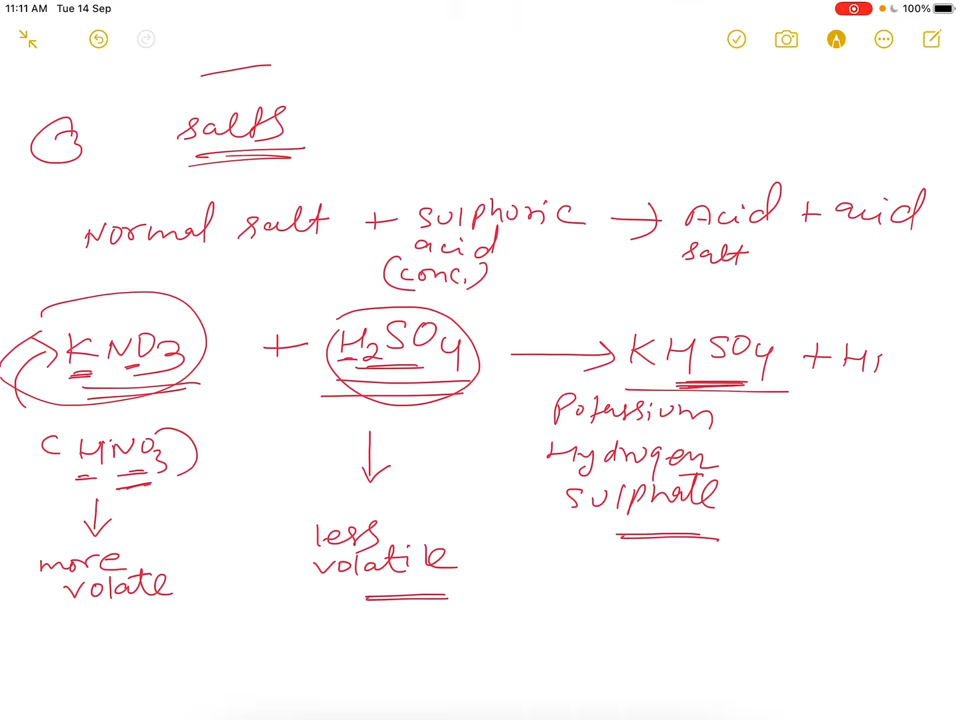 11:11 AM Tue 14 Sep 100%
3 salts
Normal salt + sulphuric acid (conc.) → Acid salt + acid
KNO3 + H2SO4 → KHSO4 + H
Potassium
Hydrogen
sulphate
(HNO3)
more
volate
less
volatile